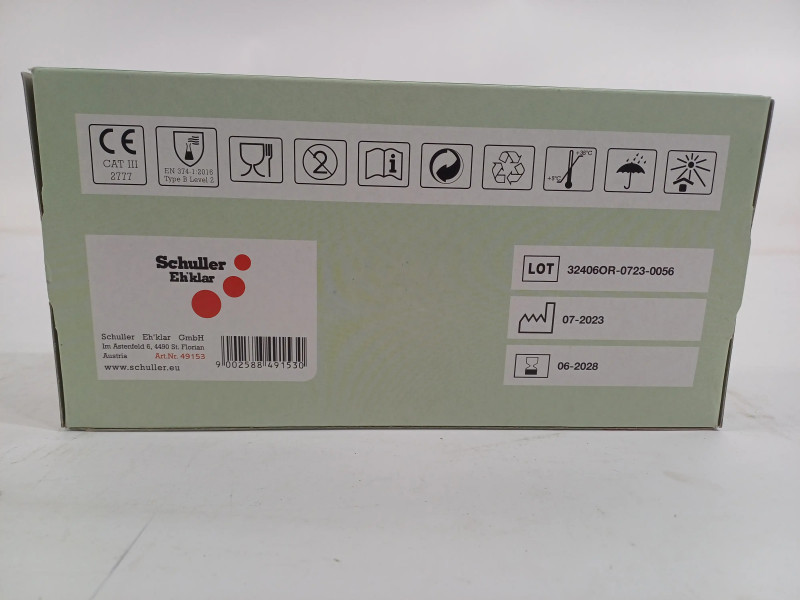 CE
CAT III
2777
EN 374-1:2016
Type B Level 2
2
i
+5°C
LOT
32406OR-0723-0056
07-2023
06-2028
Schuller
Eh'klar
Schuller Eh'klar GmbH
Im Astenfeld 6, 4490 St. Florian
Austria Art.Nr. 49153
www.schuller.eu
9 002588 491530